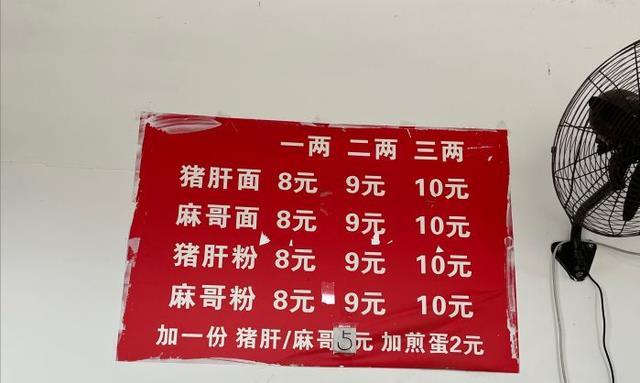 一两 二两 三两
猪肝面 8元 9元 10元
麻哥面 8元 9元 10元
猪肝粉 8元 9元 10元
麻哥粉 8元 9元 10元
加一份 猪肝/麻哥5元 加煎蛋2元